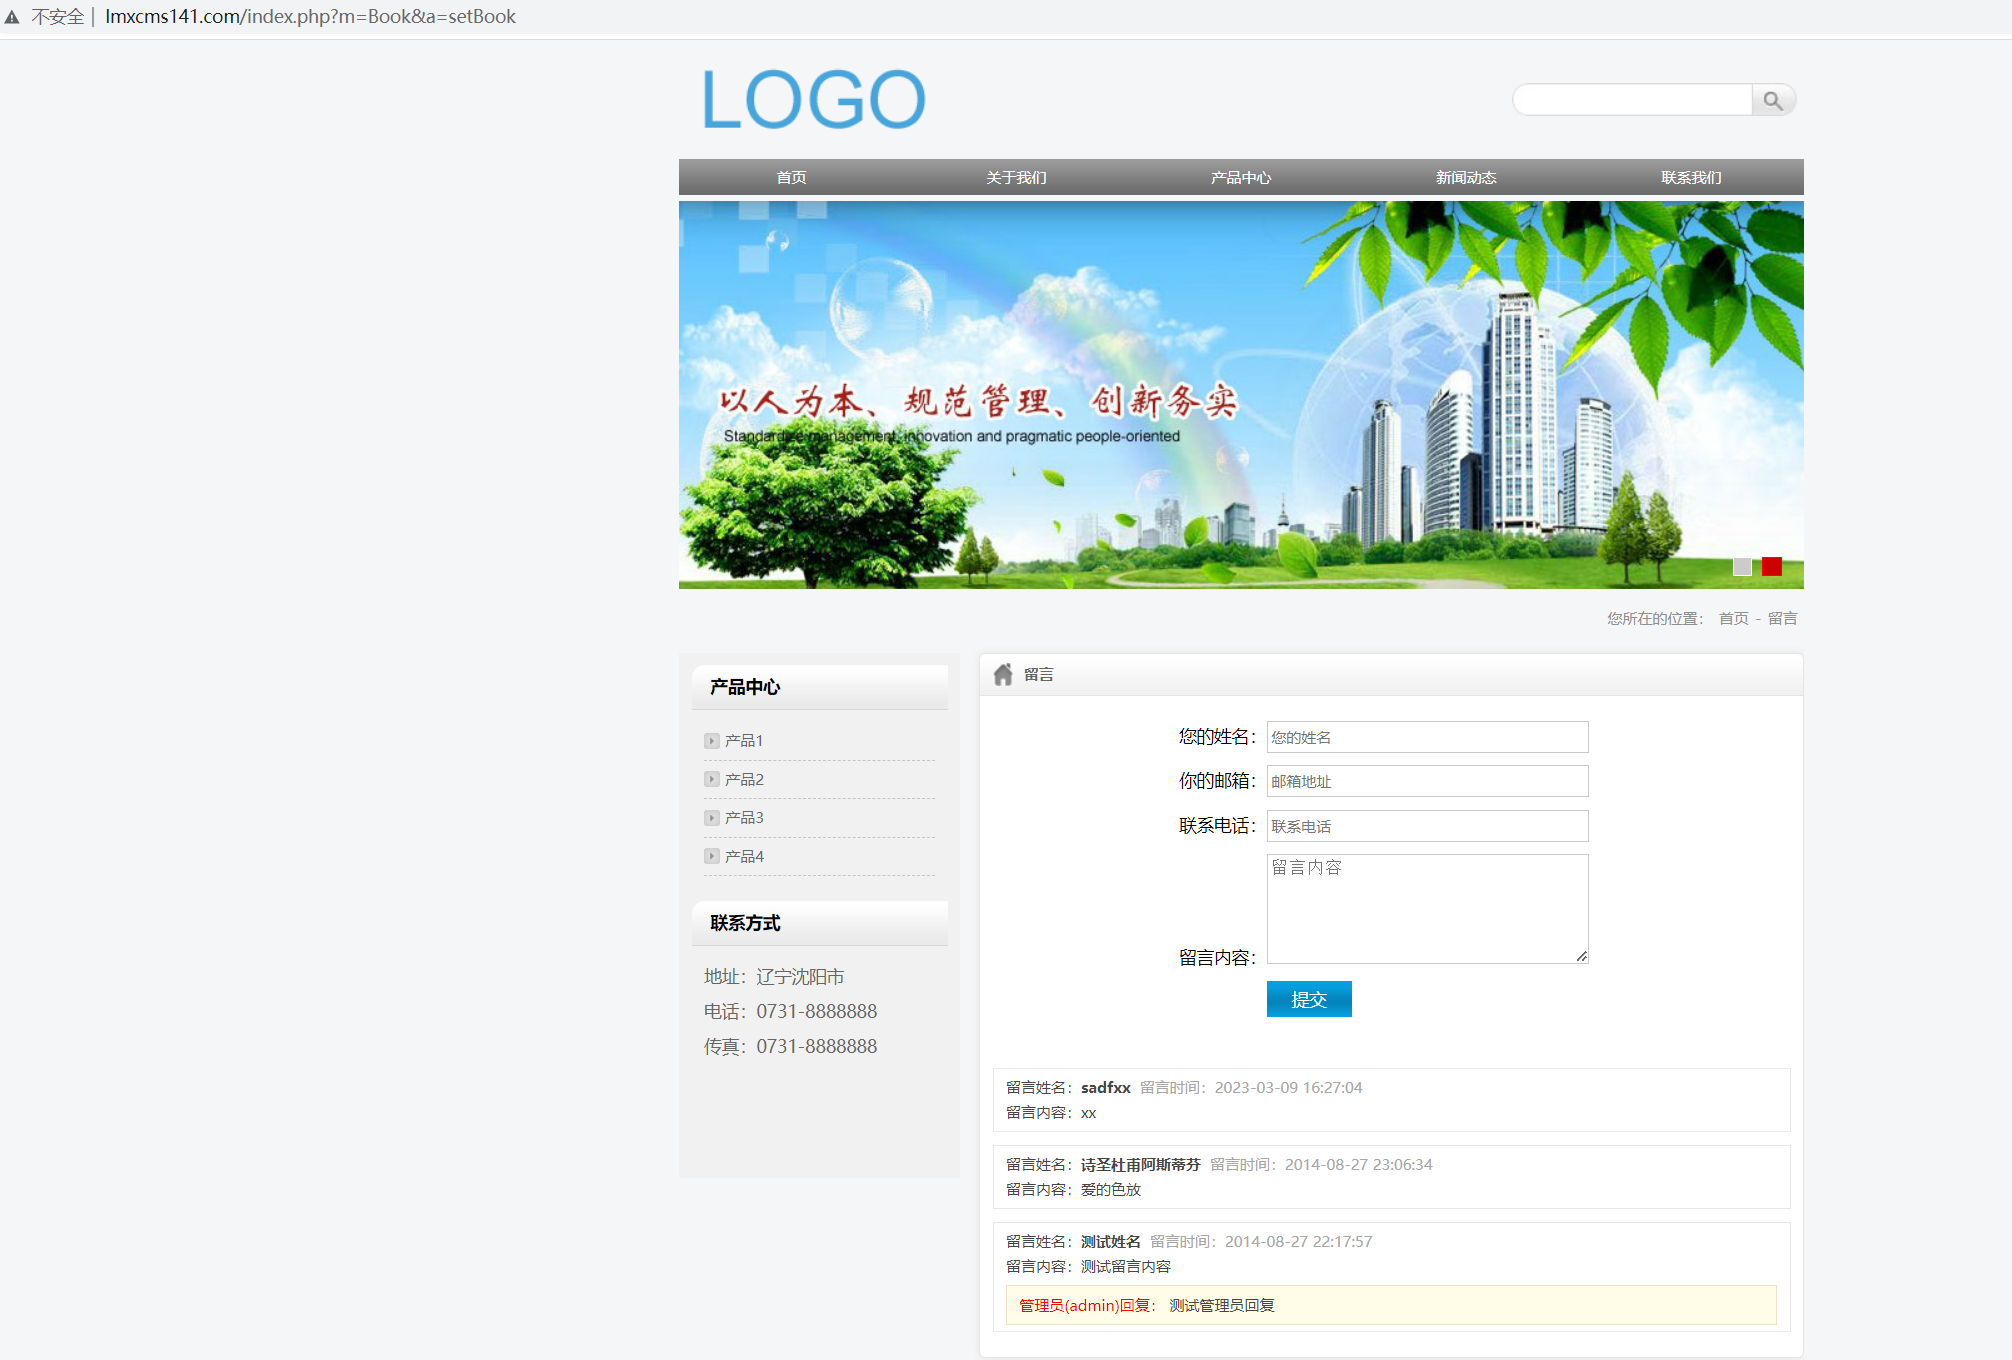 不安全 | lmxcms141.com/index.php?m=Book&a=setBook
LOGO
首页 关于我们 产品中心 新闻动态 联系我们
以人为本、规范管理、创新务实
Standardize management, innovation and pragmatic people-oriented
您所在的位置： 首页 - 留言
产品中心
产品1
产品2
产品3
产品4
联系方式
地址：辽宁沈阳市
电话：0731-8888888
传真：0731-8888888
留言
您的姓名： 您的姓名
你的邮箱： 邮箱地址
联系电话： 联系电话
留言内容： 留言内容
提交
留言姓名：sadfxx 留言时间：2023-03-09 16:27:04
留言内容：xx
留言姓名：诗圣杜甫阿斯蒂芬 留言时间：2014-08-27 23:06:34
留言内容：爱的色放
留言姓名：测试姓名 留言时间：2014-08-27 22:17:57
留言内容：测试留言内容
管理员(admin)回复： 测试管理员回复